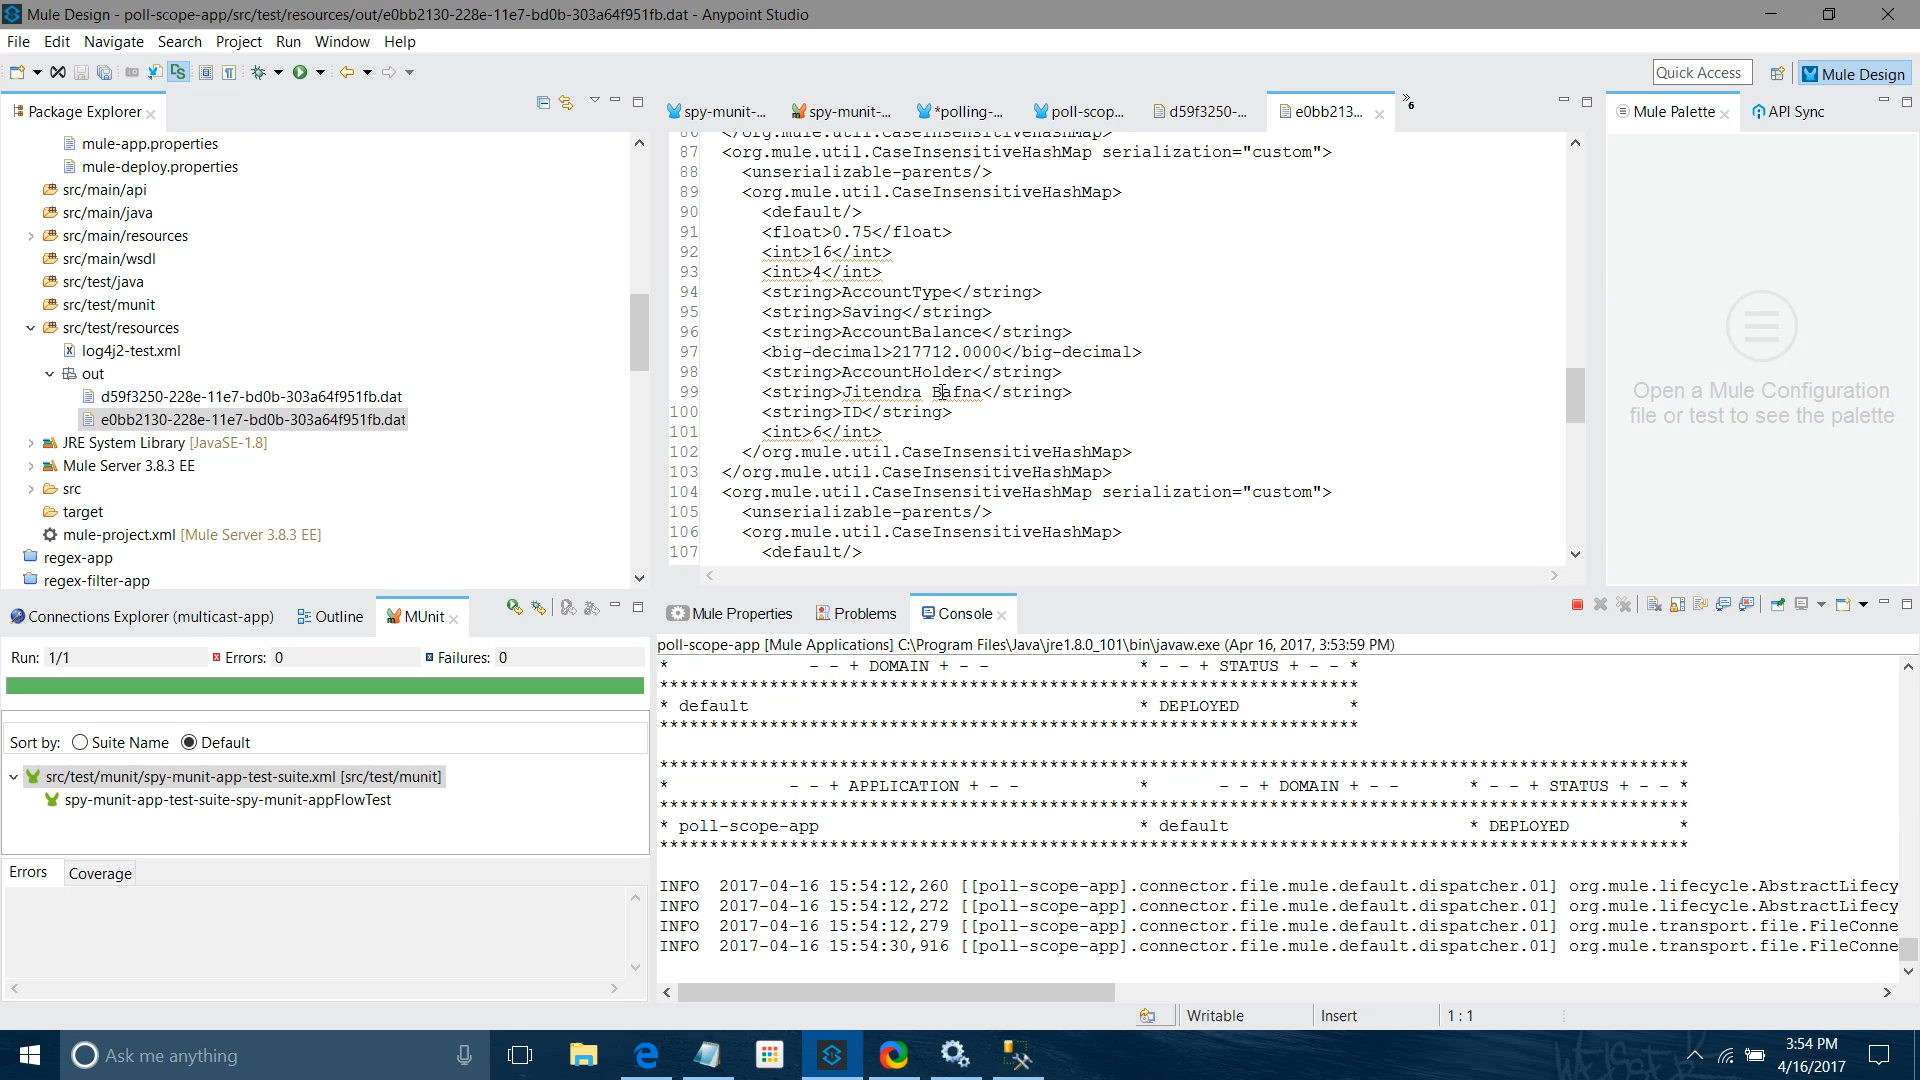 Mule Design - poll-scope-app/src/test/resources/out/e0bb2130-228e-11e7-bd0b-303a64f951fb.dat - Anypoint Studio
File Edit Navigate Search Project Run Window Help
Quick Access
Mule Design
Package Explorer
mule-app.properties
mule-deploy.properties
src/main/api
src/main/java
src/main/resources
src/main/wsdl
src/test/java
src/test/munit
src/test/resources
log4j2-test.xml
out
d59f3250-228e-11e7-bd0b-303a64f951fb.dat
e0bb2130-228e-11e7-bd0b-303a64f951fb.dat
JRE System Library [JavaSE-1.8]
Mule Server 3.8.3 EE
src
target
mule-project.xml [Mule Server 3.8.3 EE]
regex-app
regex-filter-app
spy-munit-... spy-munit-... *polling-... poll-scop... d59f3250-... e0bb213... »6
86 </org.mule.util.CaseInsensitiveHashMap>
87 <org.mule.util.CaseInsensitiveHashMap serialization="custom">
88 <unserializable-parents/>
89 <org.mule.util.CaseInsensitiveHashMap>
90 <default/>
91 <float>0.75</float>
92 <int>16</int>
93 <int>4</int>
94 <string>AccountType</string>
95 <string>Saving</string>
96 <string>AccountBalance</string>
97 <big-decimal>217712.0000</big-decimal>
98 <string>AccountHolder</string>
99 <string>Jitendra Bafna</string>
100 <string>ID</string>
101 <int>6</int>
102 </org.mule.util.CaseInsensitiveHashMap>
103 </org.mule.util.CaseInsensitiveHashMap>
104 <org.mule.util.CaseInsensitiveHashMap serialization="custom">
105 <unserializable-parents/>
106 <org.mule.util.CaseInsensitiveHashMap>
107 <default/>
Mule Palette API Sync
Open a Mule Configuration
file or test to see the palette
Connections Explorer (multicast-app) Outline MUnit
Run: 1/1 Errors: 0 Failures: 0
Sort by: Suite Name Default
src/test/munit/spy-munit-app-test-suite.xml [src/test/munit]
spy-munit-app-test-suite-spy-munit-appFlowTest
Errors Coverage
Mule Properties Problems Console
poll-scope-app [Mule Applications] C:\Program Files\Java\jre1.8.0_101\bin\javaw.exe (Apr 16, 2017, 3:53:59 PM)
* - - + DOMAIN + - - * - - + STATUS + - - *
**********************************************************************
* default * DEPLOYED *
**********************************************************************
*******************************************************************************************************
* - - + APPLICATION + - - * - - + DOMAIN + - - * - - + STATUS + - - *
*******************************************************************************************************
* poll-scope-app * default * DEPLOYED *
*******************************************************************************************************
INFO 2017-04-16 15:54:12,260 [[poll-scope-app].connector.file.mule.default.dispatcher.01] org.mule.lifecycle.AbstractLifecy
INFO 2017-04-16 15:54:12,272 [[poll-scope-app].connector.file.mule.default.dispatcher.01] org.mule.lifecycle.AbstractLifecy
INFO 2017-04-16 15:54:12,279 [[poll-scope-app].connector.file.mule.default.dispatcher.01] org.mule.transport.file.FileConne
INFO 2017-04-16 15:54:30,916 [[poll-scope-app].connector.file.mule.default.dispatcher.01] org.mule.transport.file.FileConne
Writable Insert 1 : 1
Ask me anything
3:54 PM
4/16/2017